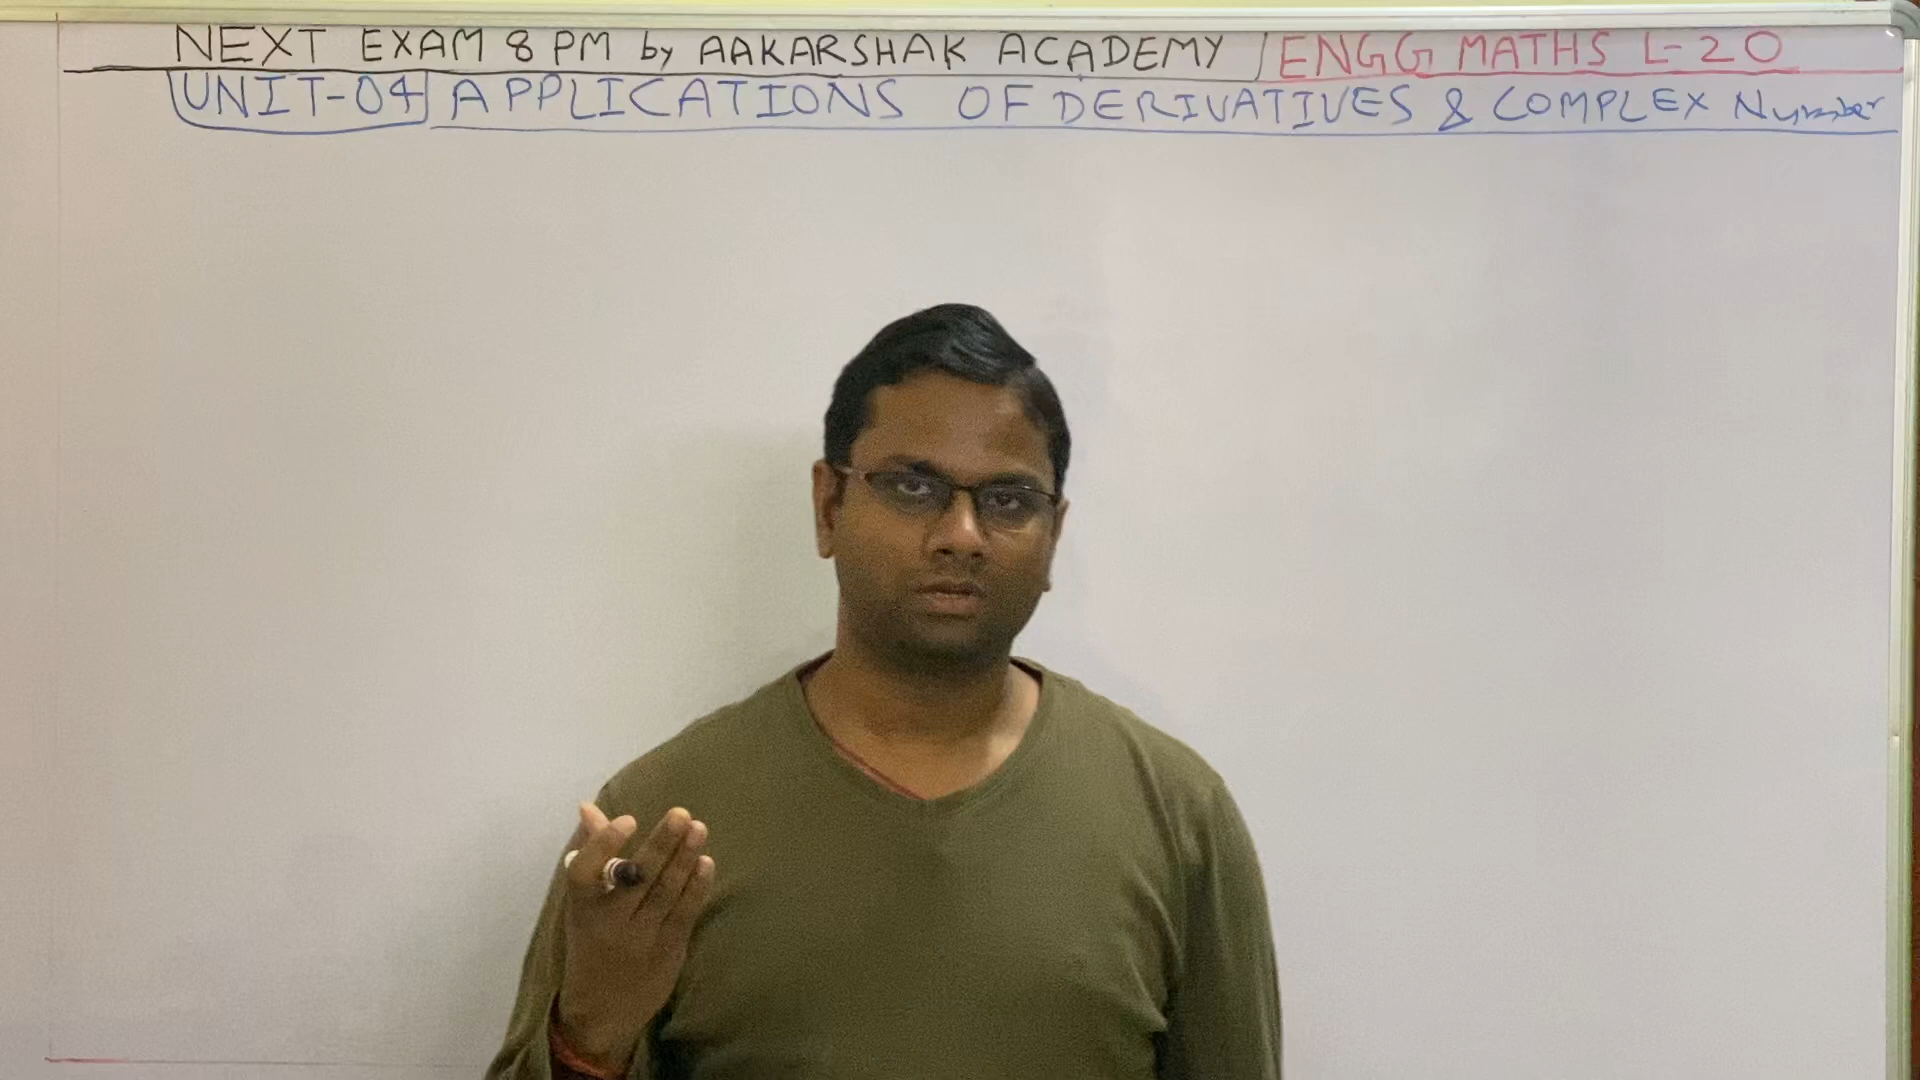 NEXT EXAM 8 PM by AAKARSHAK ACADEMY ENGG MATHS L-20
UNIT-04 APPLICATIONS OF DERIVATIVES & COMPLEX Number